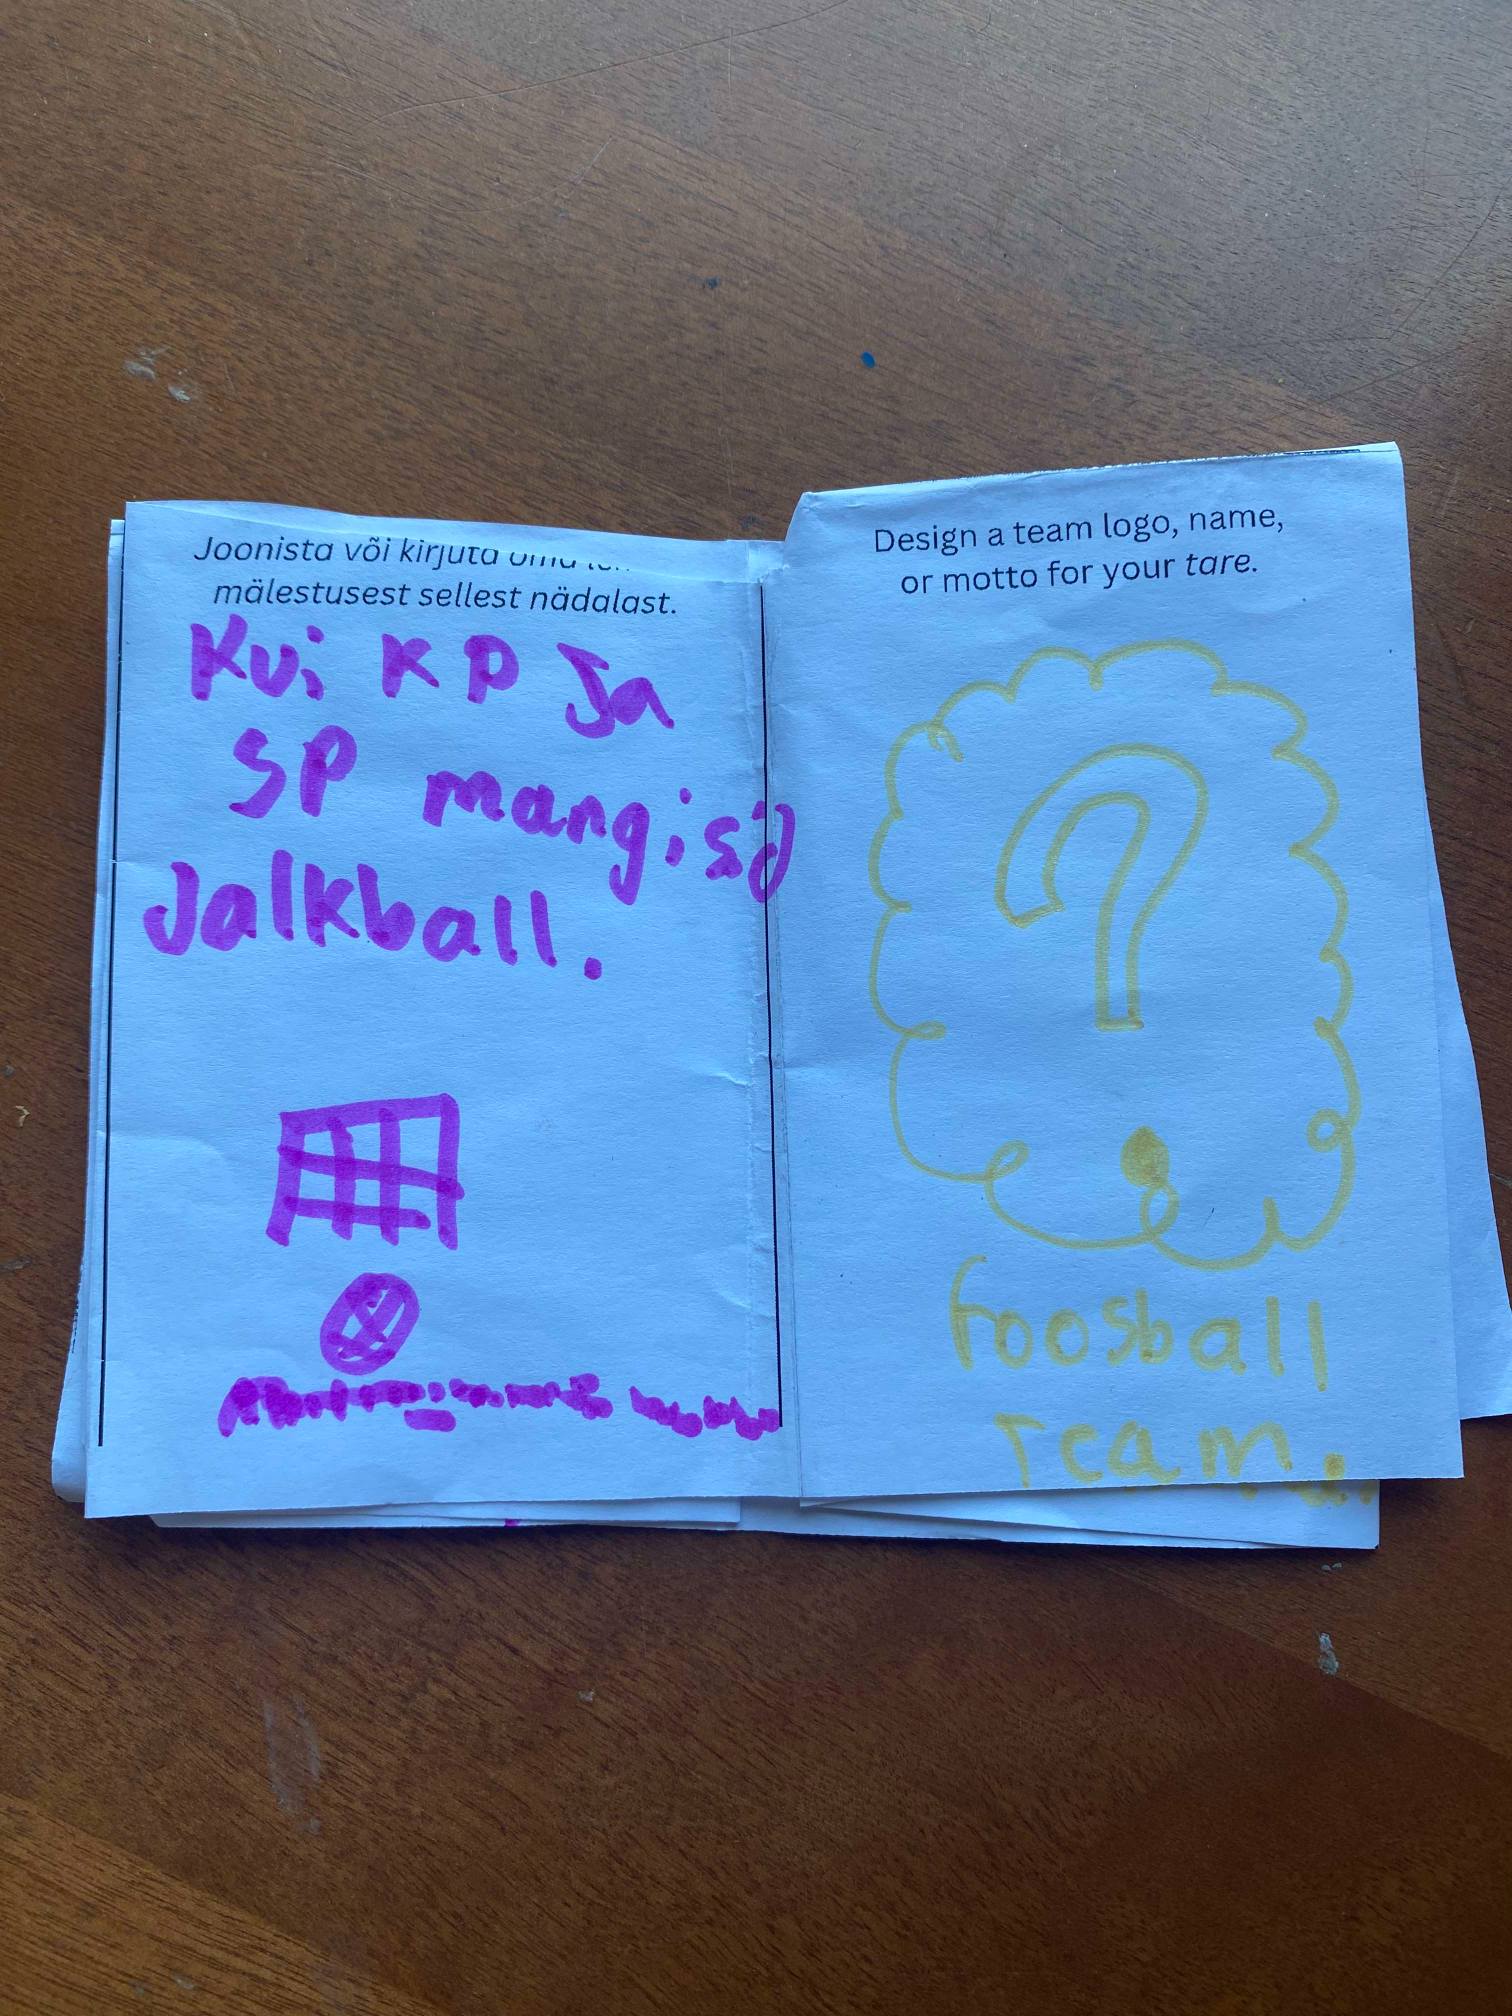 Joonista või kirjuta oma
mälestusest sellest nädalast.
Kui KP Ja
SP mangisid
Jalkball.
Design a team logo, name,
or motto for your tare.
?
foosball
Team.